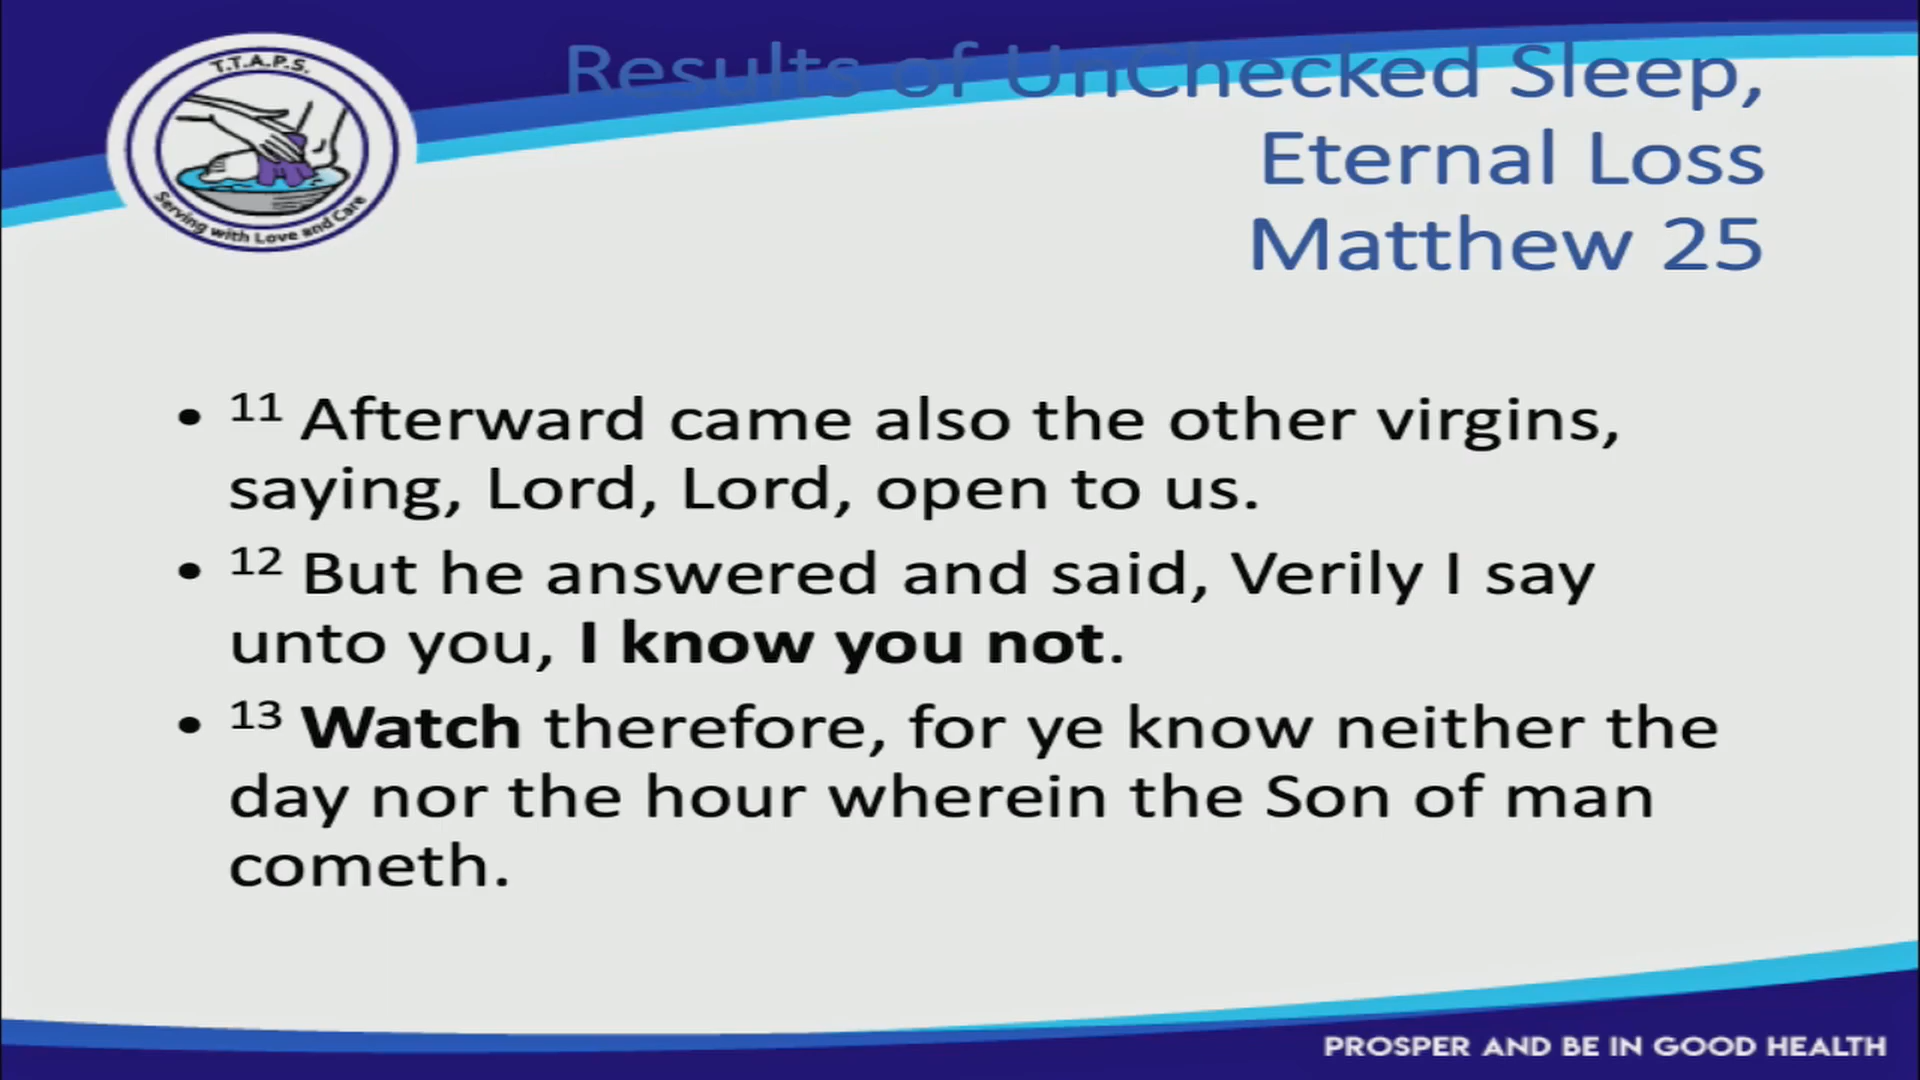 T.T.A.P.S.
Serving with Love and Care
Results of UnChecked Sleep,
Eternal Loss
Matthew 25
• 11 Afterward came also the other virgins,
saying, Lord, Lord, open to us.
• 12 But he answered and said, Verily I say
unto you, I know you not.
• 13 Watch therefore, for ye know neither the
day nor the hour wherein the Son of man
cometh.
PROSPER AND BE IN GOOD HEALTH